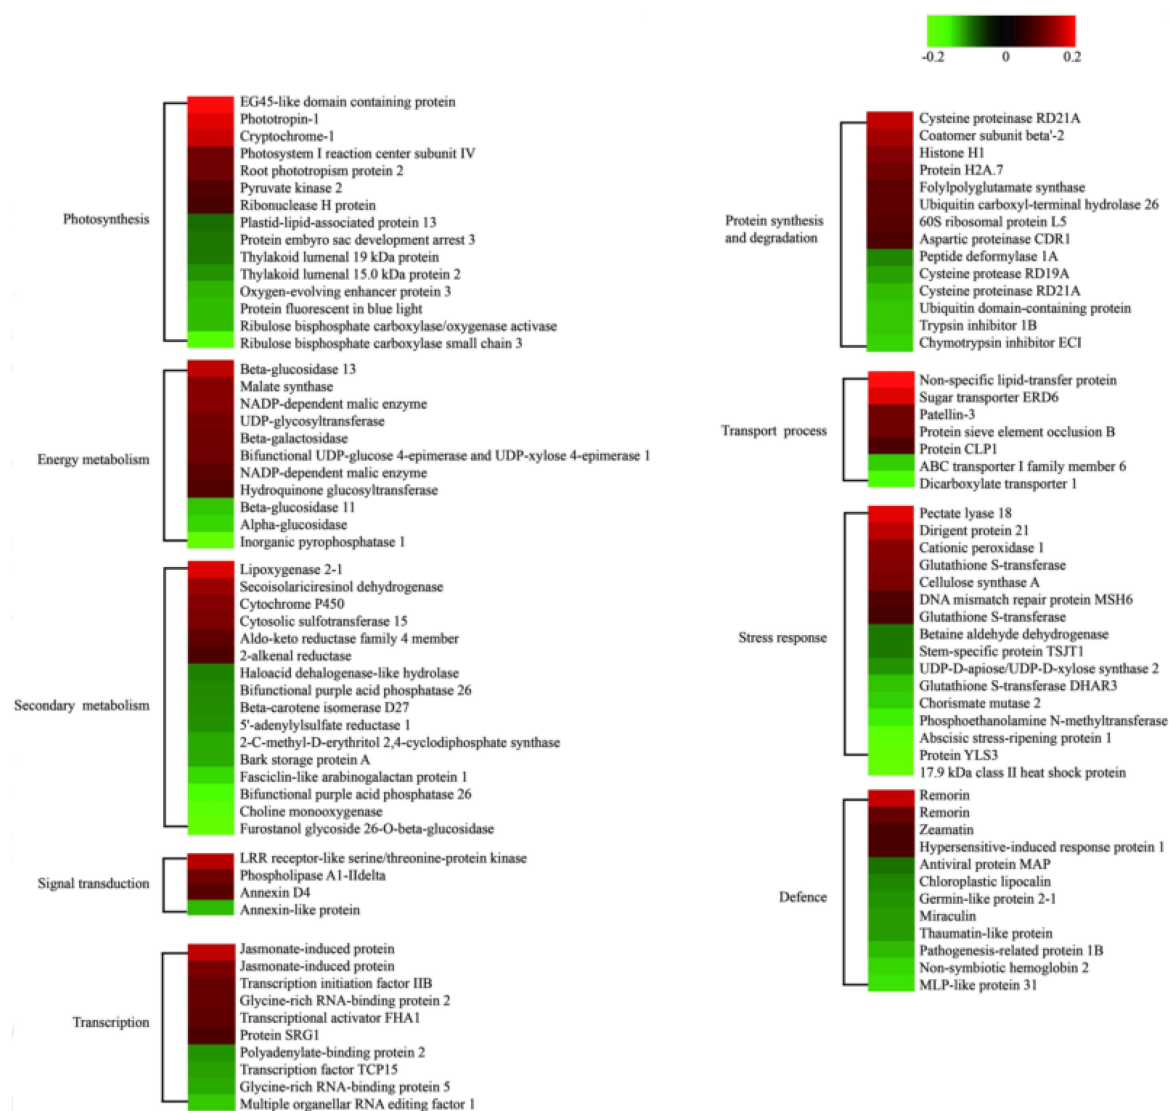 -0.2 0 0.2
EG45-like domain containing protein
Phototropin-1
Cryptochrome-1
Photosystem I reaction center subunit IV
Root phototropism protein 2
Pyruvate kinase 2
Ribonuclease H protein
Photosynthesis
Plastid-lipid-associated protein 13
Protein embyro sac development arrest 3
Thylakoid lumenal 19 kDa protein
Thylakoid lumenal 15.0 kDa protein 2
Oxygen-evolving enhancer protein 3
Protein fluorescent in blue light
Ribulose bisphosphate carboxylase/oxygenase activase
Ribulose bisphosphate carboxylase small chain 3
Beta-glucosidase 13
Malate synthase
NADP-dependent malic enzyme
UDP-glycosyltransferase
Beta-galactosidase
Energy metabolism
Bifunctional UDP-glucose 4-epimerase and UDP-xylose 4-epimerase 1
NADP-dependent malic enzyme
Hydroquinone glucosyltransferase
Beta-glucosidase 11
Alpha-glucosidase
Inorganic pyrophosphatase 1
Lipoxygenase 2-1
Secoisolariciresinol dehydrogenase
Cytochrome P450
Cytosolic sulfotransferase 15
Aldo-keto reductase family 4 member
2-alkenal reductase
Haloacid dehalogenase-like hydrolase
Bifunctional purple acid phosphatase 26
Secondary metabolism
Beta-carotene isomerase D27
5'-adenylylsulfate reductase 1
2-C-methyl-D-erythritol 2,4-cyclodiphosphate synthase
Bark storage protein A
Fasciclin-like arabinogalactan protein 1
Bifunctional purple acid phosphatase 26
Choline monooxygenase
Furostanol glycoside 26-O-beta-glucosidase
LRR receptor-like serine/threonine-protein kinase
Signal transduction
Phospholipase A1-IIdelta
Annexin D4
Annexin-like protein
Jasmonate-induced protein
Jasmonate-induced protein
Transcription initiation factor IIB
Glycine-rich RNA-binding protein 2
Transcription
Transcriptional activator FHA1
Protein SRG1
Polyadenylate-binding protein 2
Transcription factor TCP15
Glycine-rich RNA-binding protein 5
Multiple organellar RNA editing factor 1
Cysteine proteinase RD21A
Coatomer subunit beta'-2
Histone H1
Protein H2A.7
Folylpolyglutamate synthase
Ubiquitin carboxyl-terminal hydrolase 26
Protein synthesis
and degradation
60S ribosomal protein L5
Aspartic proteinase CDR1
Peptide deformylase 1A
Cysteine protease RD19A
Cysteine proteinase RD21A
Ubiquitin domain-containing protein
Trypsin inhibitor 1B
Chymotrypsin inhibitor ECI
Non-specific lipid-transfer protein
Sugar transporter ERD6
Patellin-3
Transport process
Protein sieve element occlusion B
Protein CLP1
ABC transporter I family member 6
Dicarboxylate transporter 1
Pectate lyase 18
Dirigent protein 21
Cationic peroxidase 1
Glutathione S-transferase
Cellulose synthase A
DNA mismatch repair protein MSH6
Glutathione S-transferase
Stress response
Betaine aldehyde dehydrogenase
Stem-specific protein TSJT1
UDP-D-apiose/UDP-D-xylose synthase 2
Glutathione S-transferase DHAR3
Chorismate mutase 2
Phosphoethanolamine N-methyltransferase
Abscisic stress-ripening protein 1
Protein YLS3
17.9 kDa class II heat shock protein
Remorin
Remorin
Zeamatin
Hypersensitive-induced response protein 1
Antiviral protein MAP
Chloroplastic lipocalin
Defence
Germin-like protein 2-1
Miraculin
Thaumatin-like protein
Pathogenesis-related protein 1B
Non-symbiotic hemoglobin 2
MLP-like protein 31